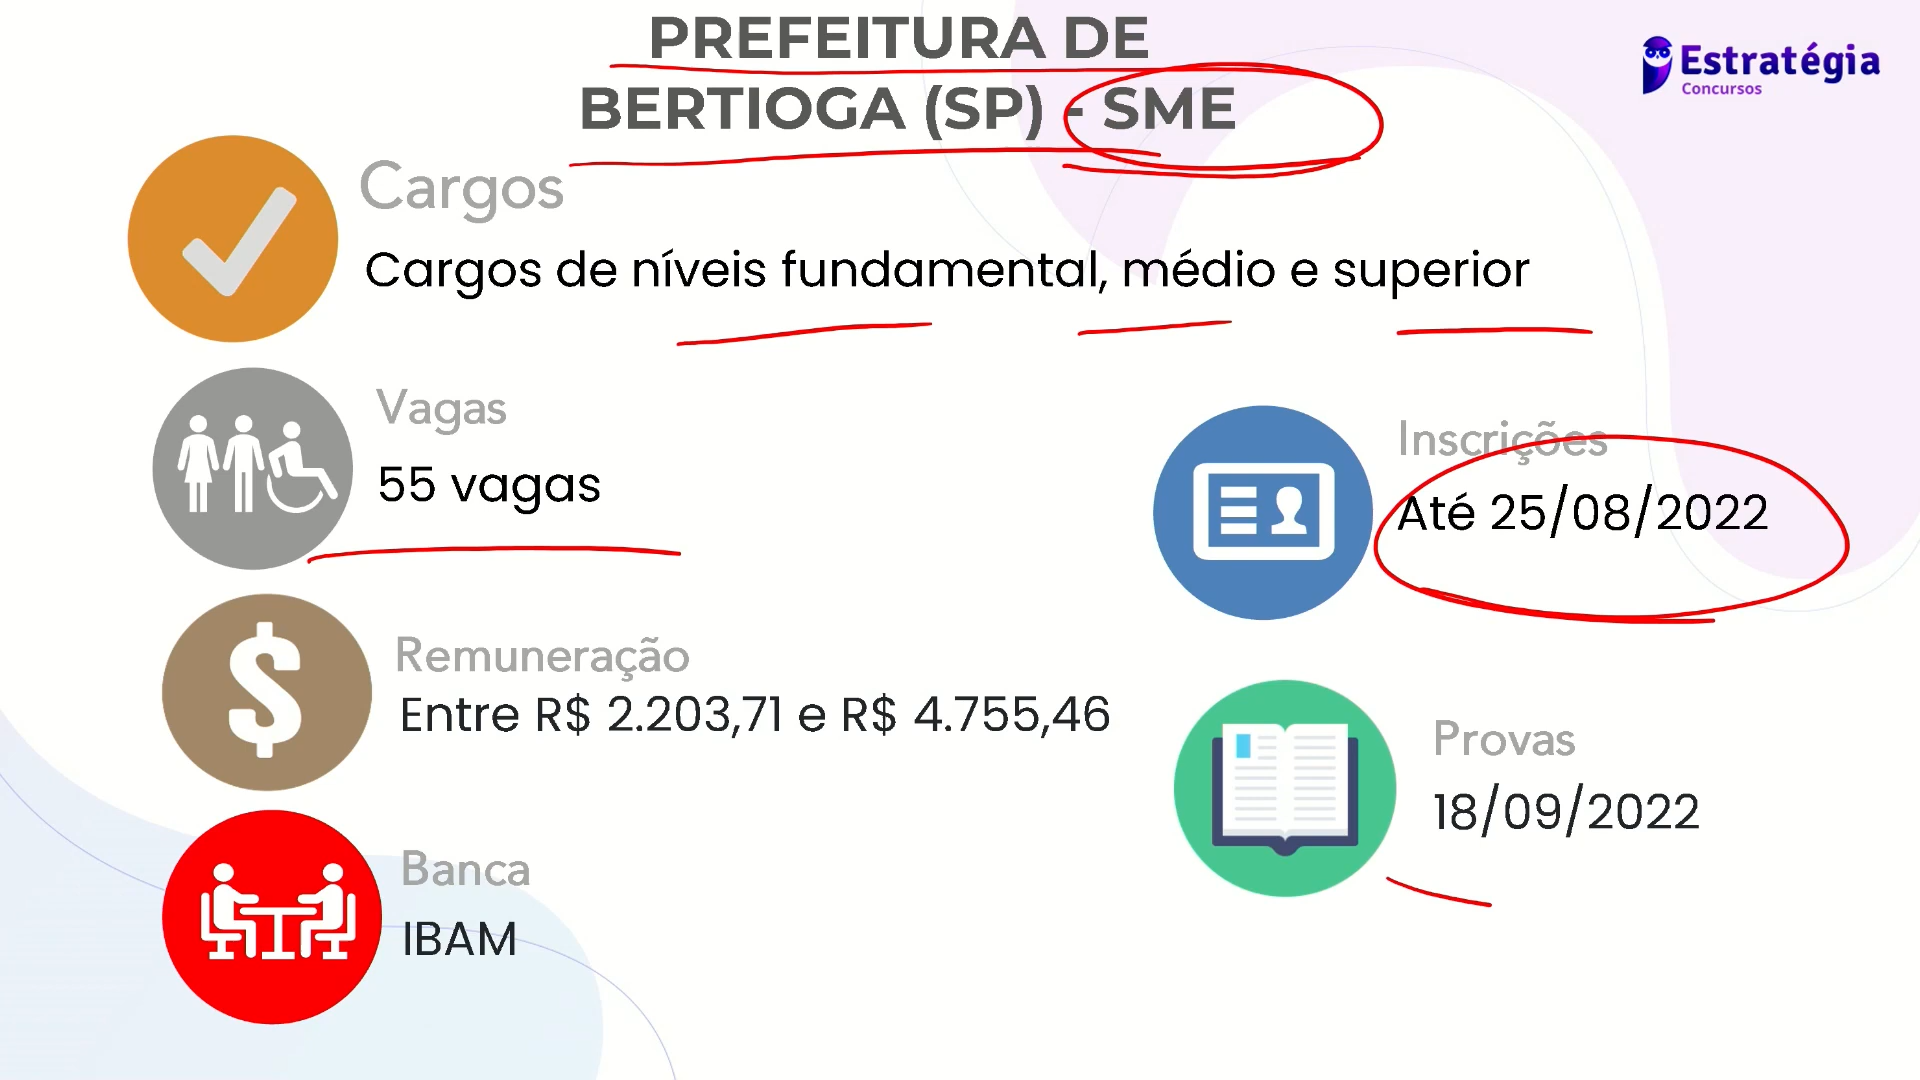 PREFEITURA DE
BERTIOGA (SP) - SME
Estratégia
Concursos
Cargos
Cargos de níveis fundamental, médio e superior
Vagas
55 vagas
Inscrições
Até 25/08/2022
Remuneração
Entre R$ 2.203,71 e R$ 4.755,46
Provas
18/09/2022
Banca
IBAM